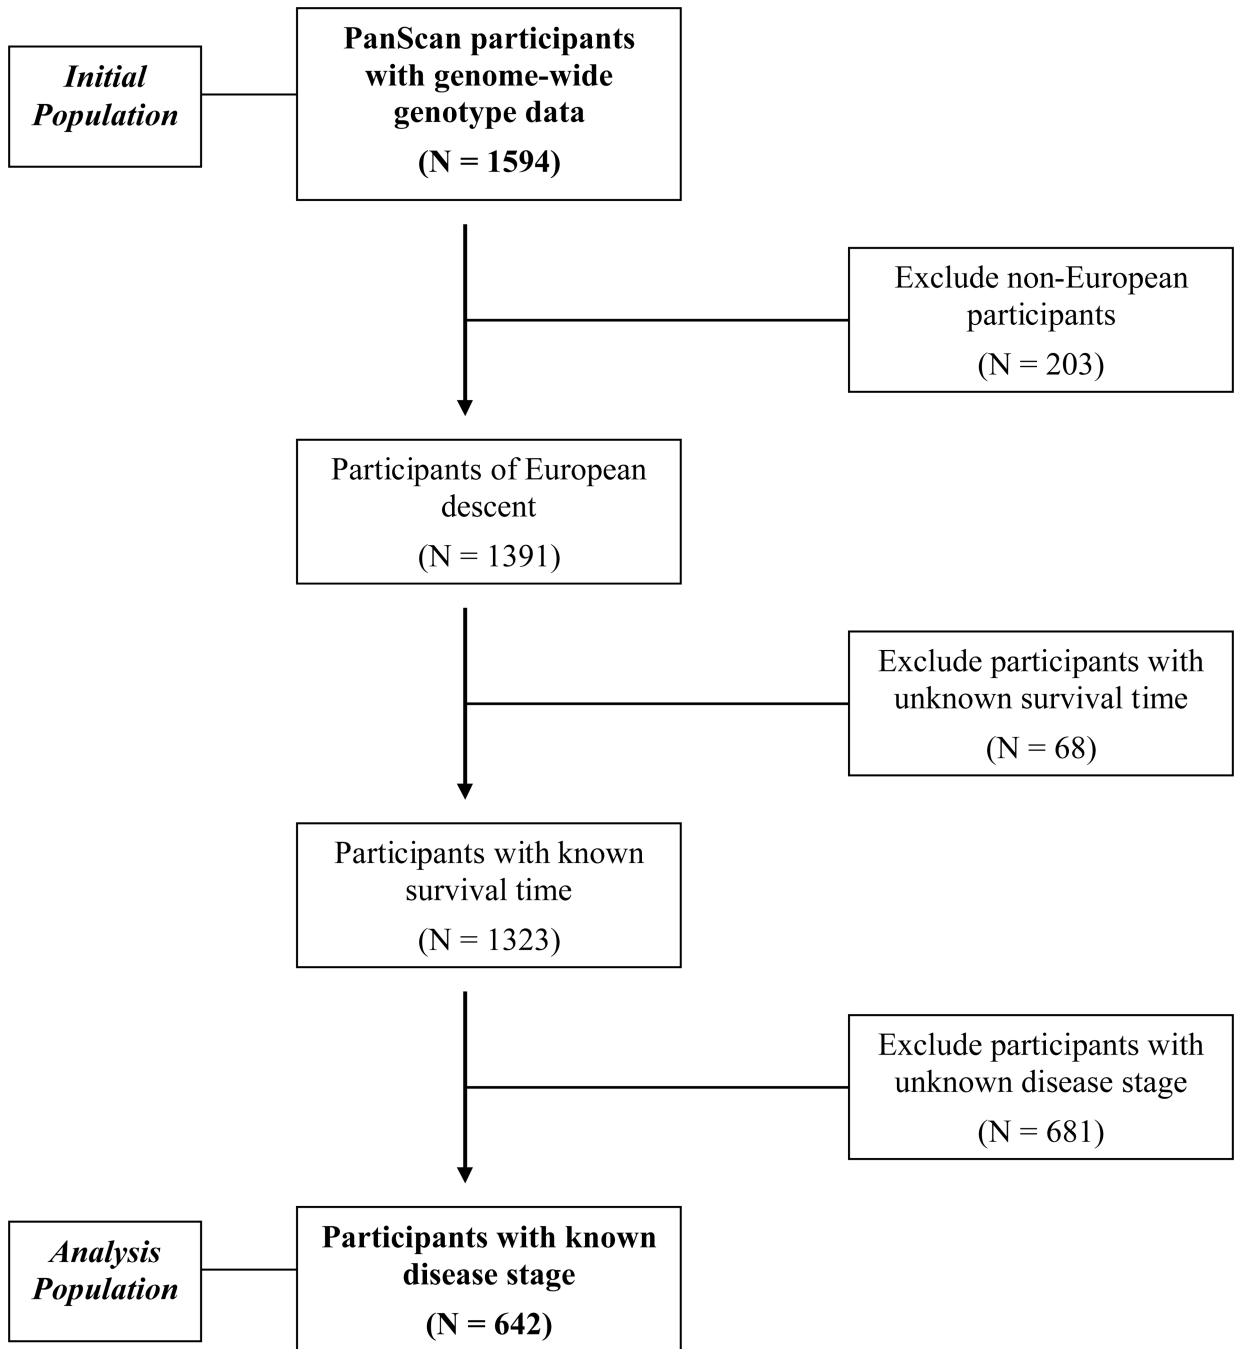 Initial
Population
PanScan participants
with genome-wide
genotype data
(N = 1594)
Exclude non-European
participants
(N = 203)
Participants of European
descent
(N = 1391)
Exclude participants with
unknown survival time
(N = 68)
Participants with known
survival time
(N = 1323)
Exclude participants with
unknown disease stage
(N = 681)
Analysis
Population
Participants with known
disease stage
(N = 642)